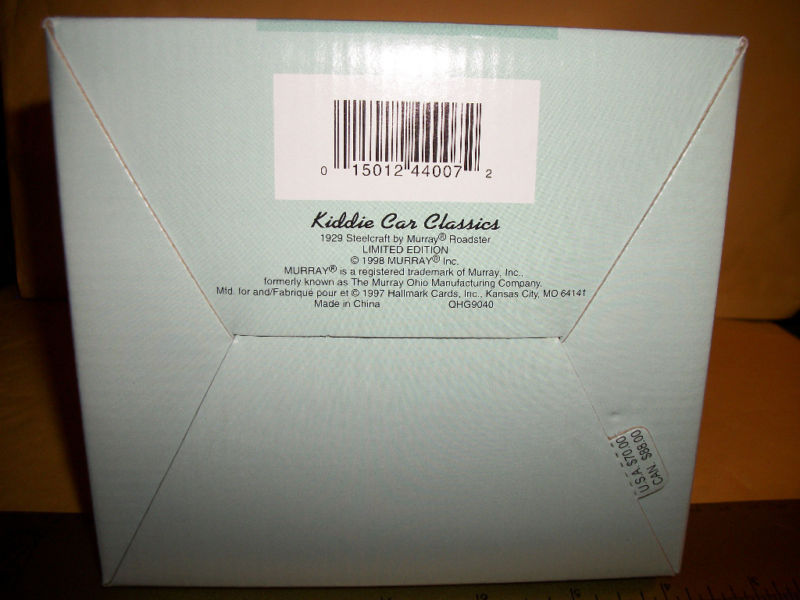 0 15012 44007 2
Kiddie Car Classics
1929 Steelcraft by Murray® Roadster
LIMITED EDITION
© 1998 MURRAY® Inc.
MURRAY® is a registered trademark of Murray, Inc.,
formerly known as The Murray Ohio Manufacturing Company.
Mfd. for and/Fabriqué pour et © 1997 Hallmark Cards, Inc., Kansas City, MO 64141
Made in China QHG9040
U.S.A. $70.00
CAN. $88.00